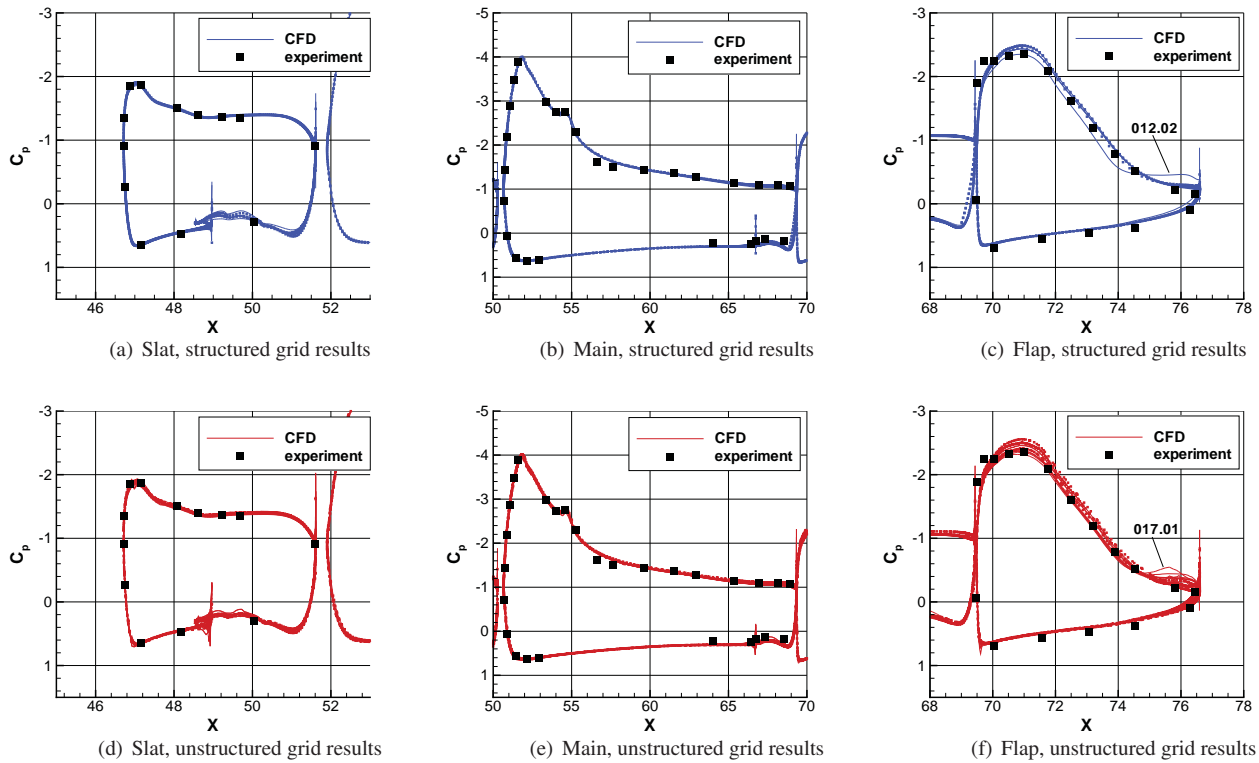 -3
-2
-1
0
1
C_p
CFD
experiment
46 48 50 52
X
(a) Slat, structured grid results
-5
-4
-3
-2
-1
0
1
C_p
CFD
experiment
50 55 60 65 70
X
(b) Main, structured grid results
-3
-2
-1
0
1
C_p
CFD
experiment
012.02
68 70 72 74 76 78
X
(c) Flap, structured grid results
-3
-2
-1
0
1
C_p
CFD
experiment
46 48 50 52
X
(d) Slat, unstructured grid results
-5
-4
-3
-2
-1
0
1
C_p
CFD
experiment
50 55 60 65 70
X
(e) Main, unstructured grid results
-3
-2
-1
0
1
C_p
CFD
experiment
017.01
68 70 72 74 76 78
X
(f) Flap, unstructured grid results